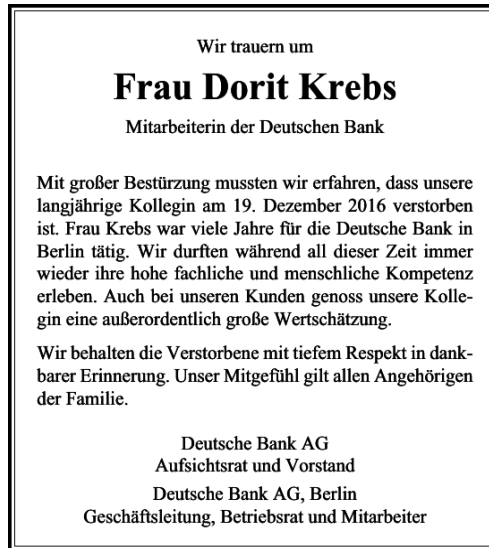 Wir trauern um
Frau Dorit Krebs
Mitarbeiterin der Deutschen Bank
Mit großer Bestürzung mussten wir erfahren, dass unsere
langjährige Kollegin am 19. Dezember 2016 verstorben
ist. Frau Krebs war viele Jahre für die Deutsche Bank in
Berlin tätig. Wir durften während all dieser Zeit immer
wieder ihre hohe fachliche und menschliche Kompetenz
erleben. Auch bei unseren Kunden genoss unsere Kolle-
gin eine außerordentlich große Wertschätzung.
Wir behalten die Verstorbene mit tiefem Respekt in dank-
barer Erinnerung. Unser Mitgefühl gilt allen Angehörigen
der Familie.
Deutsche Bank AG
Aufsichtsrat und Vorstand
Deutsche Bank AG, Berlin
Geschäftsleitung, Betriebsrat und Mitarbeiter